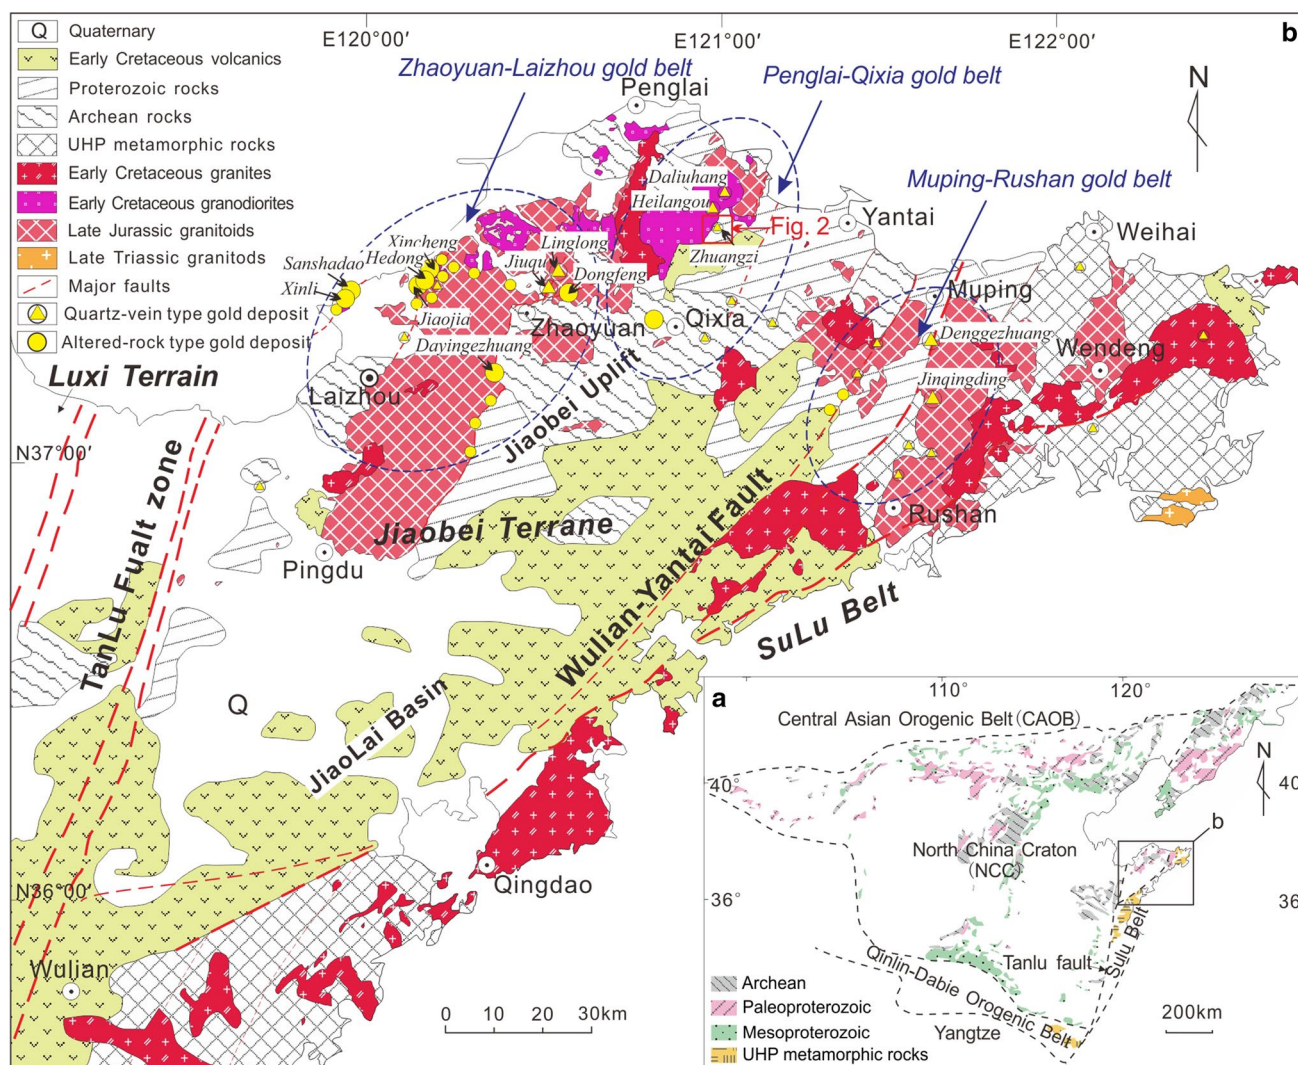 Q Quaternary
Early Cretaceous volcanics
Proterozoic rocks
Archean rocks
UHP metamorphic rocks
Early Cretaceous granites
Early Cretaceous granodiorites
Late Jurassic granitoids
Late Triassic granitods
Major faults
Quartz-vein type gold deposit
Altered-rock type gold deposit
E120°00′
E121°00′
E122°00′
b
Zhaoyuan-Laizhou gold belt
Penglai-Qixia gold belt
Muping-Rushan gold belt
N
Penglai
Daliuhang
Heilangou
Yantai
Weihai
Fig. 2
Zhuangzi
Xincheng
Hedong
Linglong
Jiuqu
Dongfeng
Sanshadao
Xinli
Jiaojia
Zhaoyuan
Qixia
Muping
Denggezhuang
Wendeng
Dayingezhuang
Jinqingding
Luxi Terrain
Laizhou
Jiaobei Uplift
N37°00′
TanLu Fualt zone
Jiaobei Terrane
Rushan
Pingdu
Wulian-Yantai Fault
SuLu Belt
Q
JiaoLai Basin
N36°00′
Qingdao
Wulian
0 10 20 30km
a
110°
120°
Central Asian Orogenic Belt (CAOB)
N
40°
40
b
North China Craton
(NCC)
36°
36
Sulu Belt
Tanlu fault
Qinlin-Dabie Orogenic Belt
Yangtze
Archean
Paleoproterozoic
Mesoproterozoic
UHP metamorphic rocks
200km